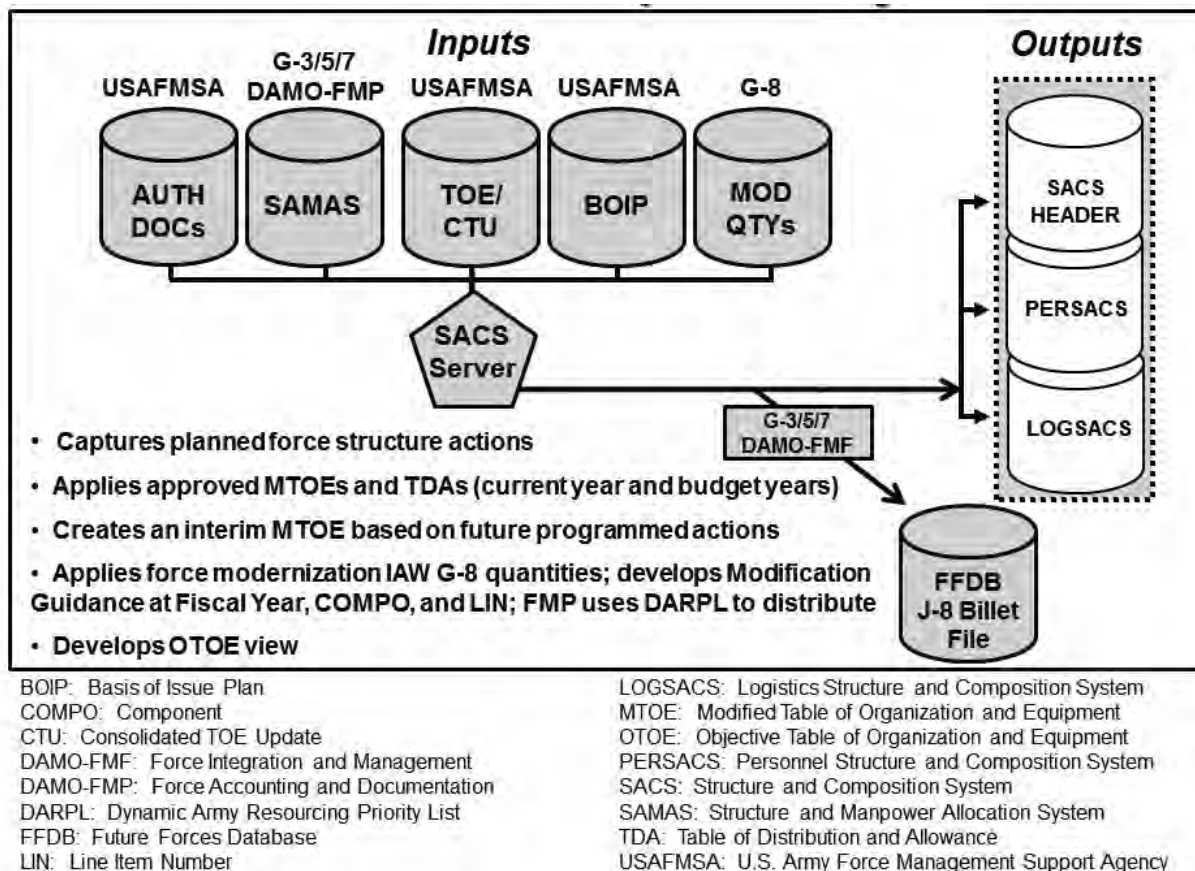 Inputs
Outputs
G-3/5/7
USAFMSA DAMO-FMP USAFMSA USAFMSA G-8
AUTH
DOCs
SAMAS
TOE/
CTU
BOIP
MOD
QTYs
SACS
HEADER
PERSACS
LOGSACS
SACS
Server
G-3/5/7
DAMO-FMF
FFDB
J-8 Billet
File
• Captures planned force structure actions
• Applies approved MTOEs and TDAs (current year and budget years)
• Creates an interim MTOE based on future programmed actions
• Applies force modernization IAW G-8 quantities; develops Modification
Guidance at Fiscal Year, COMPO, and LIN; FMP uses DARPL to distribute
• Develops OTOE view
BOIP: Basis of Issue Plan
COMPO: Component
CTU: Consolidated TOE Update
DAMO-FMF: Force Integration and Management
DAMO-FMP: Force Accounting and Documentation
DARPL: Dynamic Army Resourcing Priority List
FFDB: Future Forces Database
LIN: Line Item Number
LOGSACS: Logistics Structure and Composition System
MTOE: Modified Table of Organization and Equipment
OTOE: Objective Table of Organization and Equipment
PERSACS: Personnel Structure and Composition System
SACS: Structure and Composition System
SAMAS: Structure and Manpower Allocation System
TDA: Table of Distribution and Allowance
USAFMSA: U.S. Army Force Management Support Agency